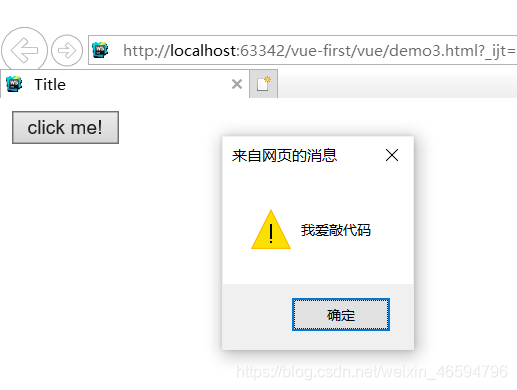 http://localhost:63342/vue-first/vue/demo3.html?_ijt=
Title
click me!
来自网页的消息
我爱敲代码
确定
https://blog.csdn.net/weixin_46594796